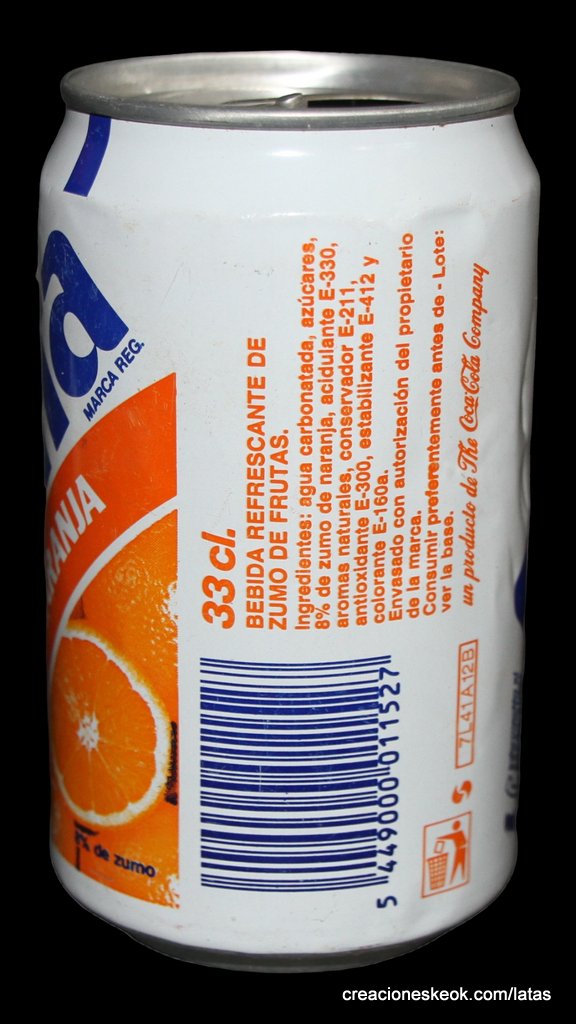 MARCA REG.
33 cl.
BEBIDA REFRESCANTE DE
ZUMO DE FRUTAS.
Ingredientes: agua carbonatada, azúcares,
8% de zumo de naranja, acidulante E-330,
aromas naturales, conservador E-211,
antioxidante E-300, estabilizante E-412 y
colorante E-160a.
Envasado con autorización del propietario
de la marca.
Consumir preferentemente antes de - Lote:
ver la base.
un producto de The Coca-Cola Company
5 449000 011527
7L41A12B
% de zumo
creacioneskeok.com/latas